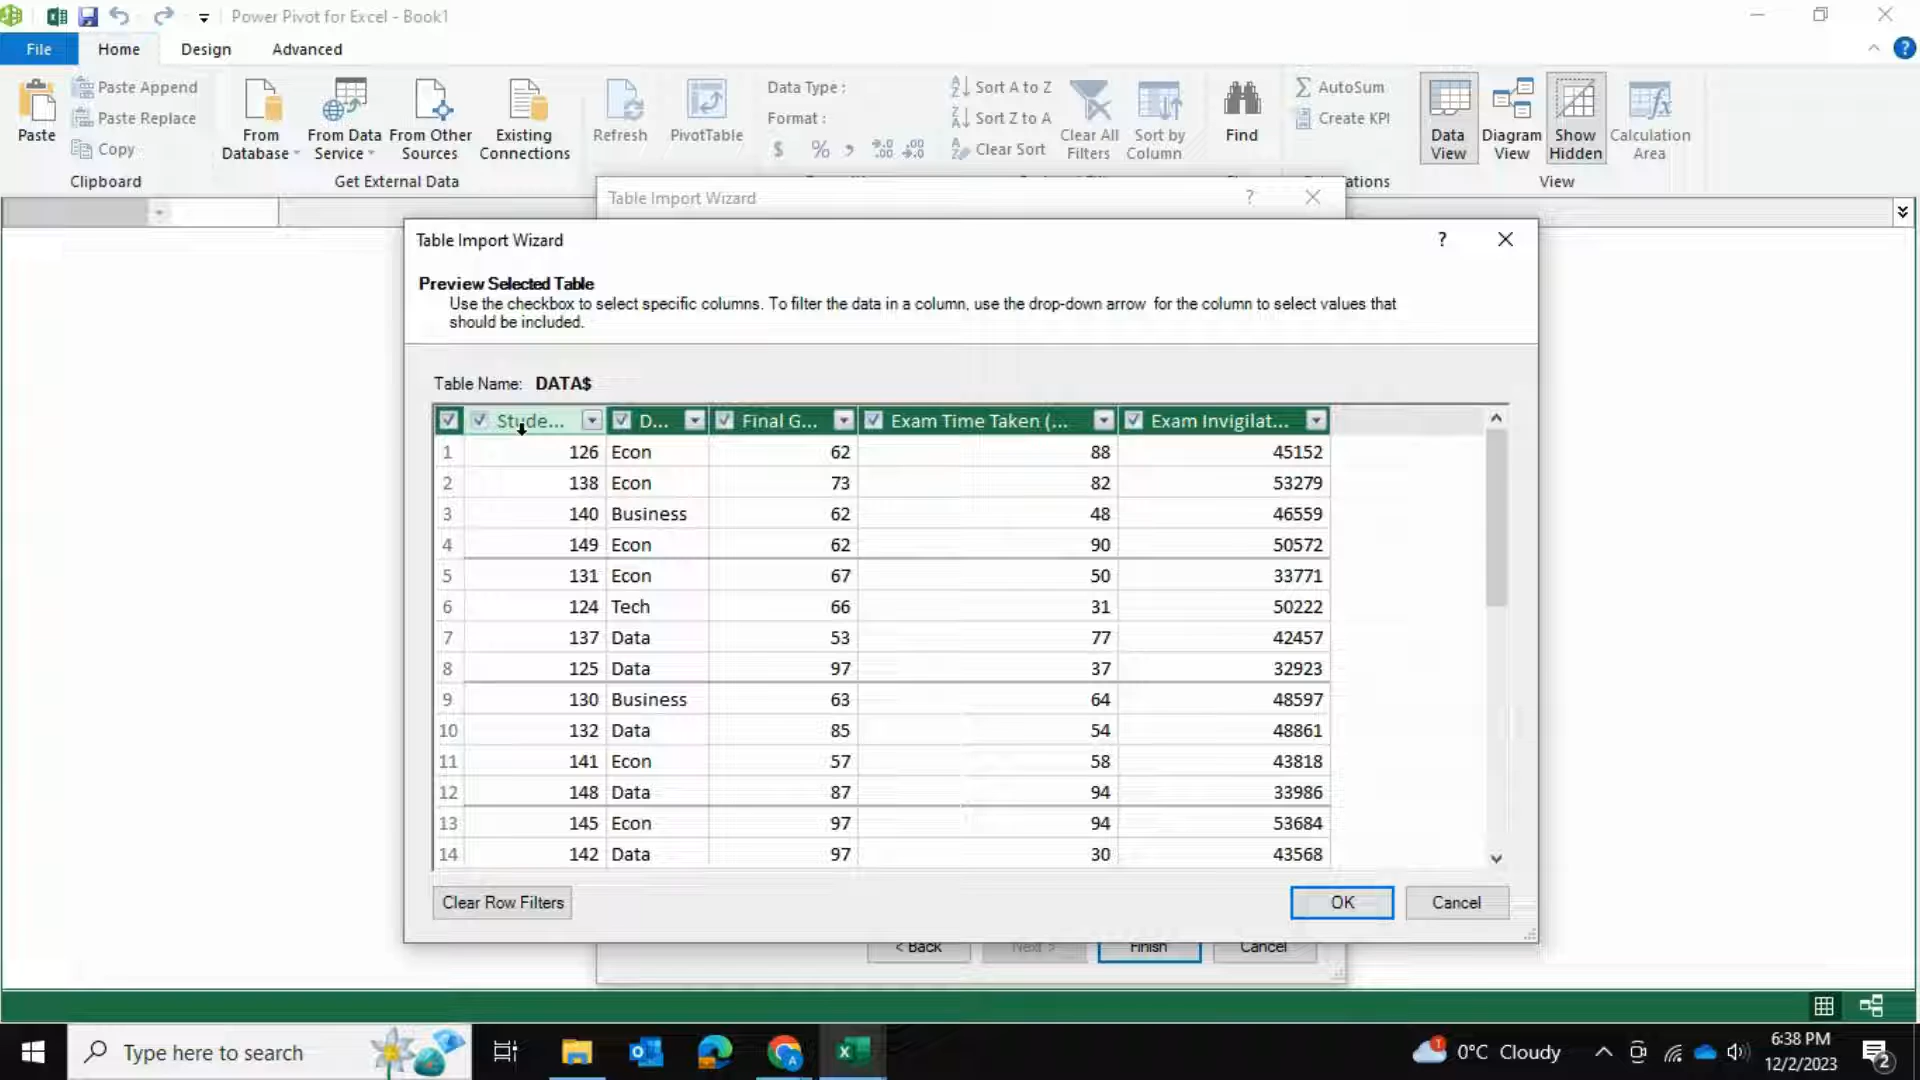 Power Pivot for Excel - Book1
File Home Design Advanced
Paste
Paste Append
Paste Replace
Copy
Clipboard
From Database
From Data Service
From Other Sources
Existing Connections
Get External Data
Refresh
PivotTable
Data Type :
Format :
$ % ,
Sort A to Z
Sort Z to A
Clear Sort
Clear All Filters
Sort by Column
Find
AutoSum
Create KPI
ations
Data View
Diagram View
Show Hidden
Calculation Area
View
Table Import Wizard
Table Import Wizard
Preview Selected Table
Use the checkbox to select specific columns. To filter the data in a column, use the drop-down arrow for the column to select values that
should be included.
Table Name: DATA$
Stude... D... Final G... Exam Time Taken (... Exam Invigilat...
1 126 Econ 62 88 45152
2 138 Econ 73 82 53279
3 140 Business 62 48 46559
4 149 Econ 62 90 50572
5 131 Econ 67 50 33771
6 124 Tech 66 31 50222
7 137 Data 53 77 42457
8 125 Data 97 37 32923
9 130 Business 63 64 48597
10 132 Data 85 54 48861
11 141 Econ 57 58 43818
12 148 Data 87 94 33986
13 145 Econ 97 94 53684
14 142 Data 97 30 43568
Clear Row Filters OK Cancel
< Back Next > Finish Cancel
Type here to search
0°C Cloudy
6:38 PM
12/2/2023
2